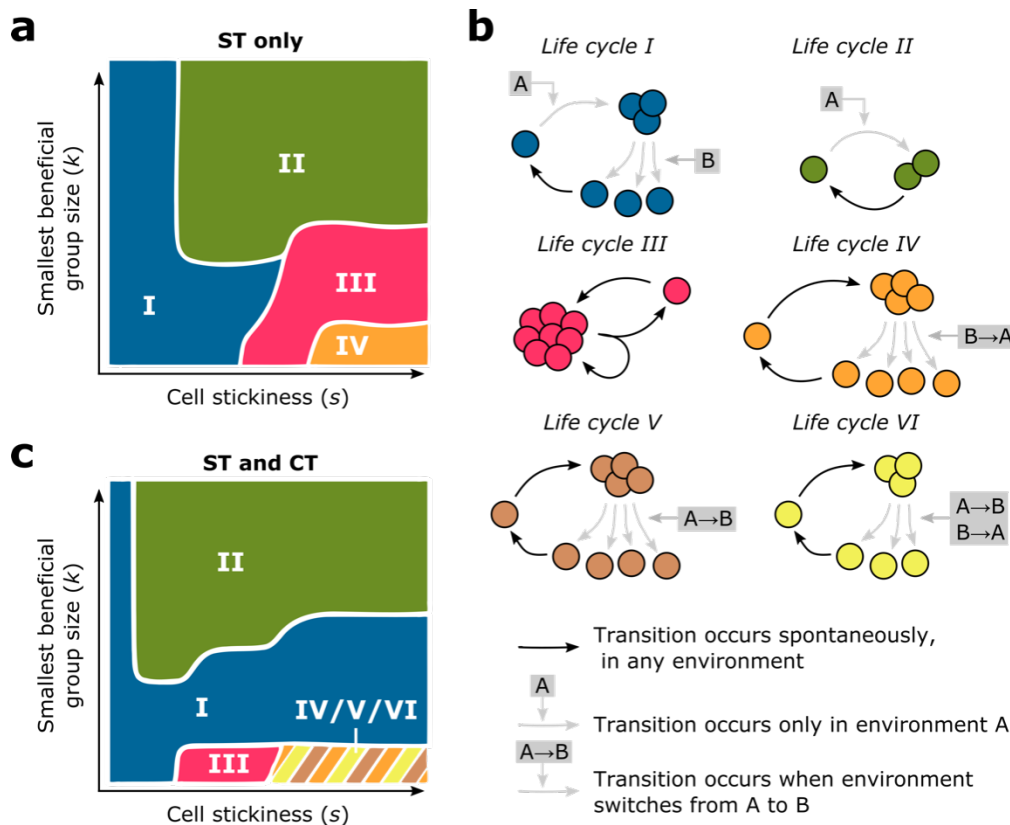 a
ST only
Smallest beneficial
group size (k)
I
II
III
IV
Cell stickiness (s)
b
Life cycle I
A
B
Life cycle II
A
Life cycle III
Life cycle IV
B→A
Life cycle V
A→B
Life cycle VI
A→B
B→A
Transition occurs spontaneously,
in any environment
A
Transition occurs only in environment A
A→B
Transition occurs when environment
switches from A to B
c
ST and CT
Smallest beneficial
group size (k)
II
I
IV/V/VI
III
Cell stickiness (s)